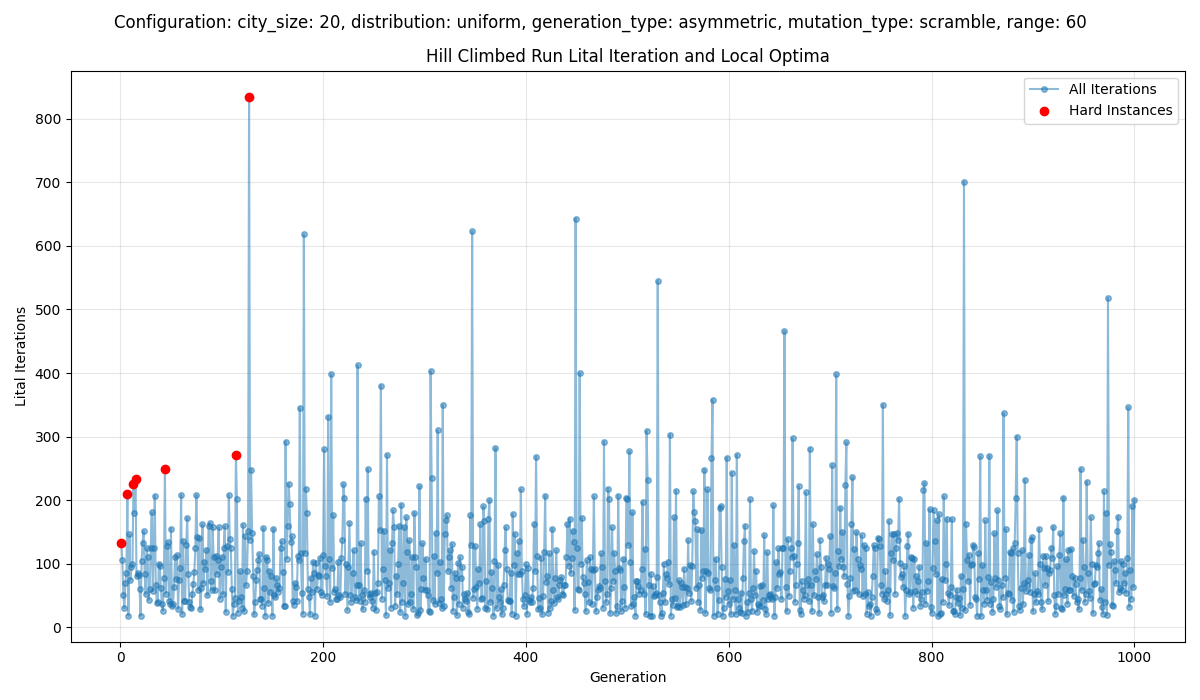 Configuration: city_size: 20, distribution: uniform, generation_type: asymmetric, mutation_type: scramble, range: 60
Hill Climbed Run Lital Iteration and Local Optima
All Iterations
Hard Instances
800
700
600
500
400
300
200
100
0
Lital Iterations
0 200 400 600 800 1000
Generation